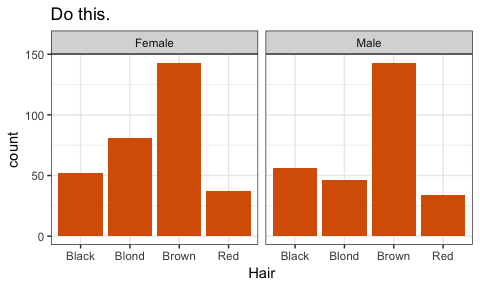 Do this.
Female Male
150
100
50
0
count
Black Blond Brown Red Black Blond Brown Red
Hair